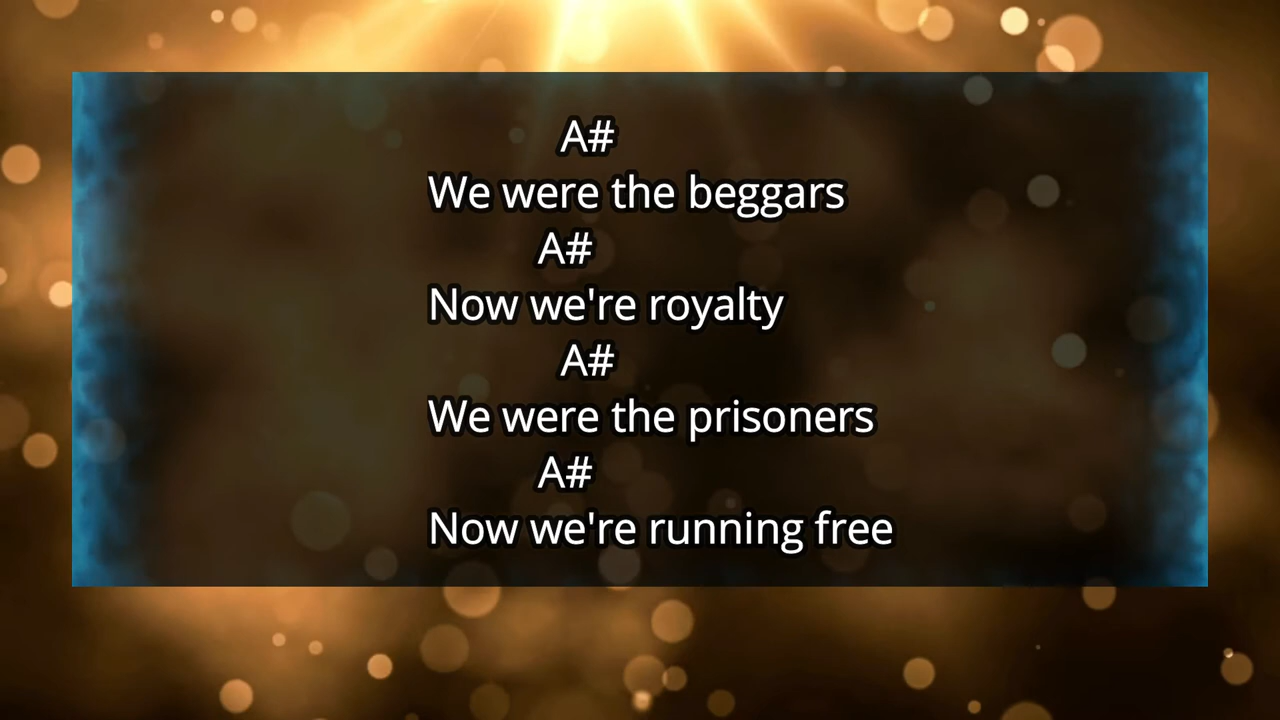 A#
We were the beggars
A#
Now we're royalty
A#
We were the prisoners
A#
Now we're running free